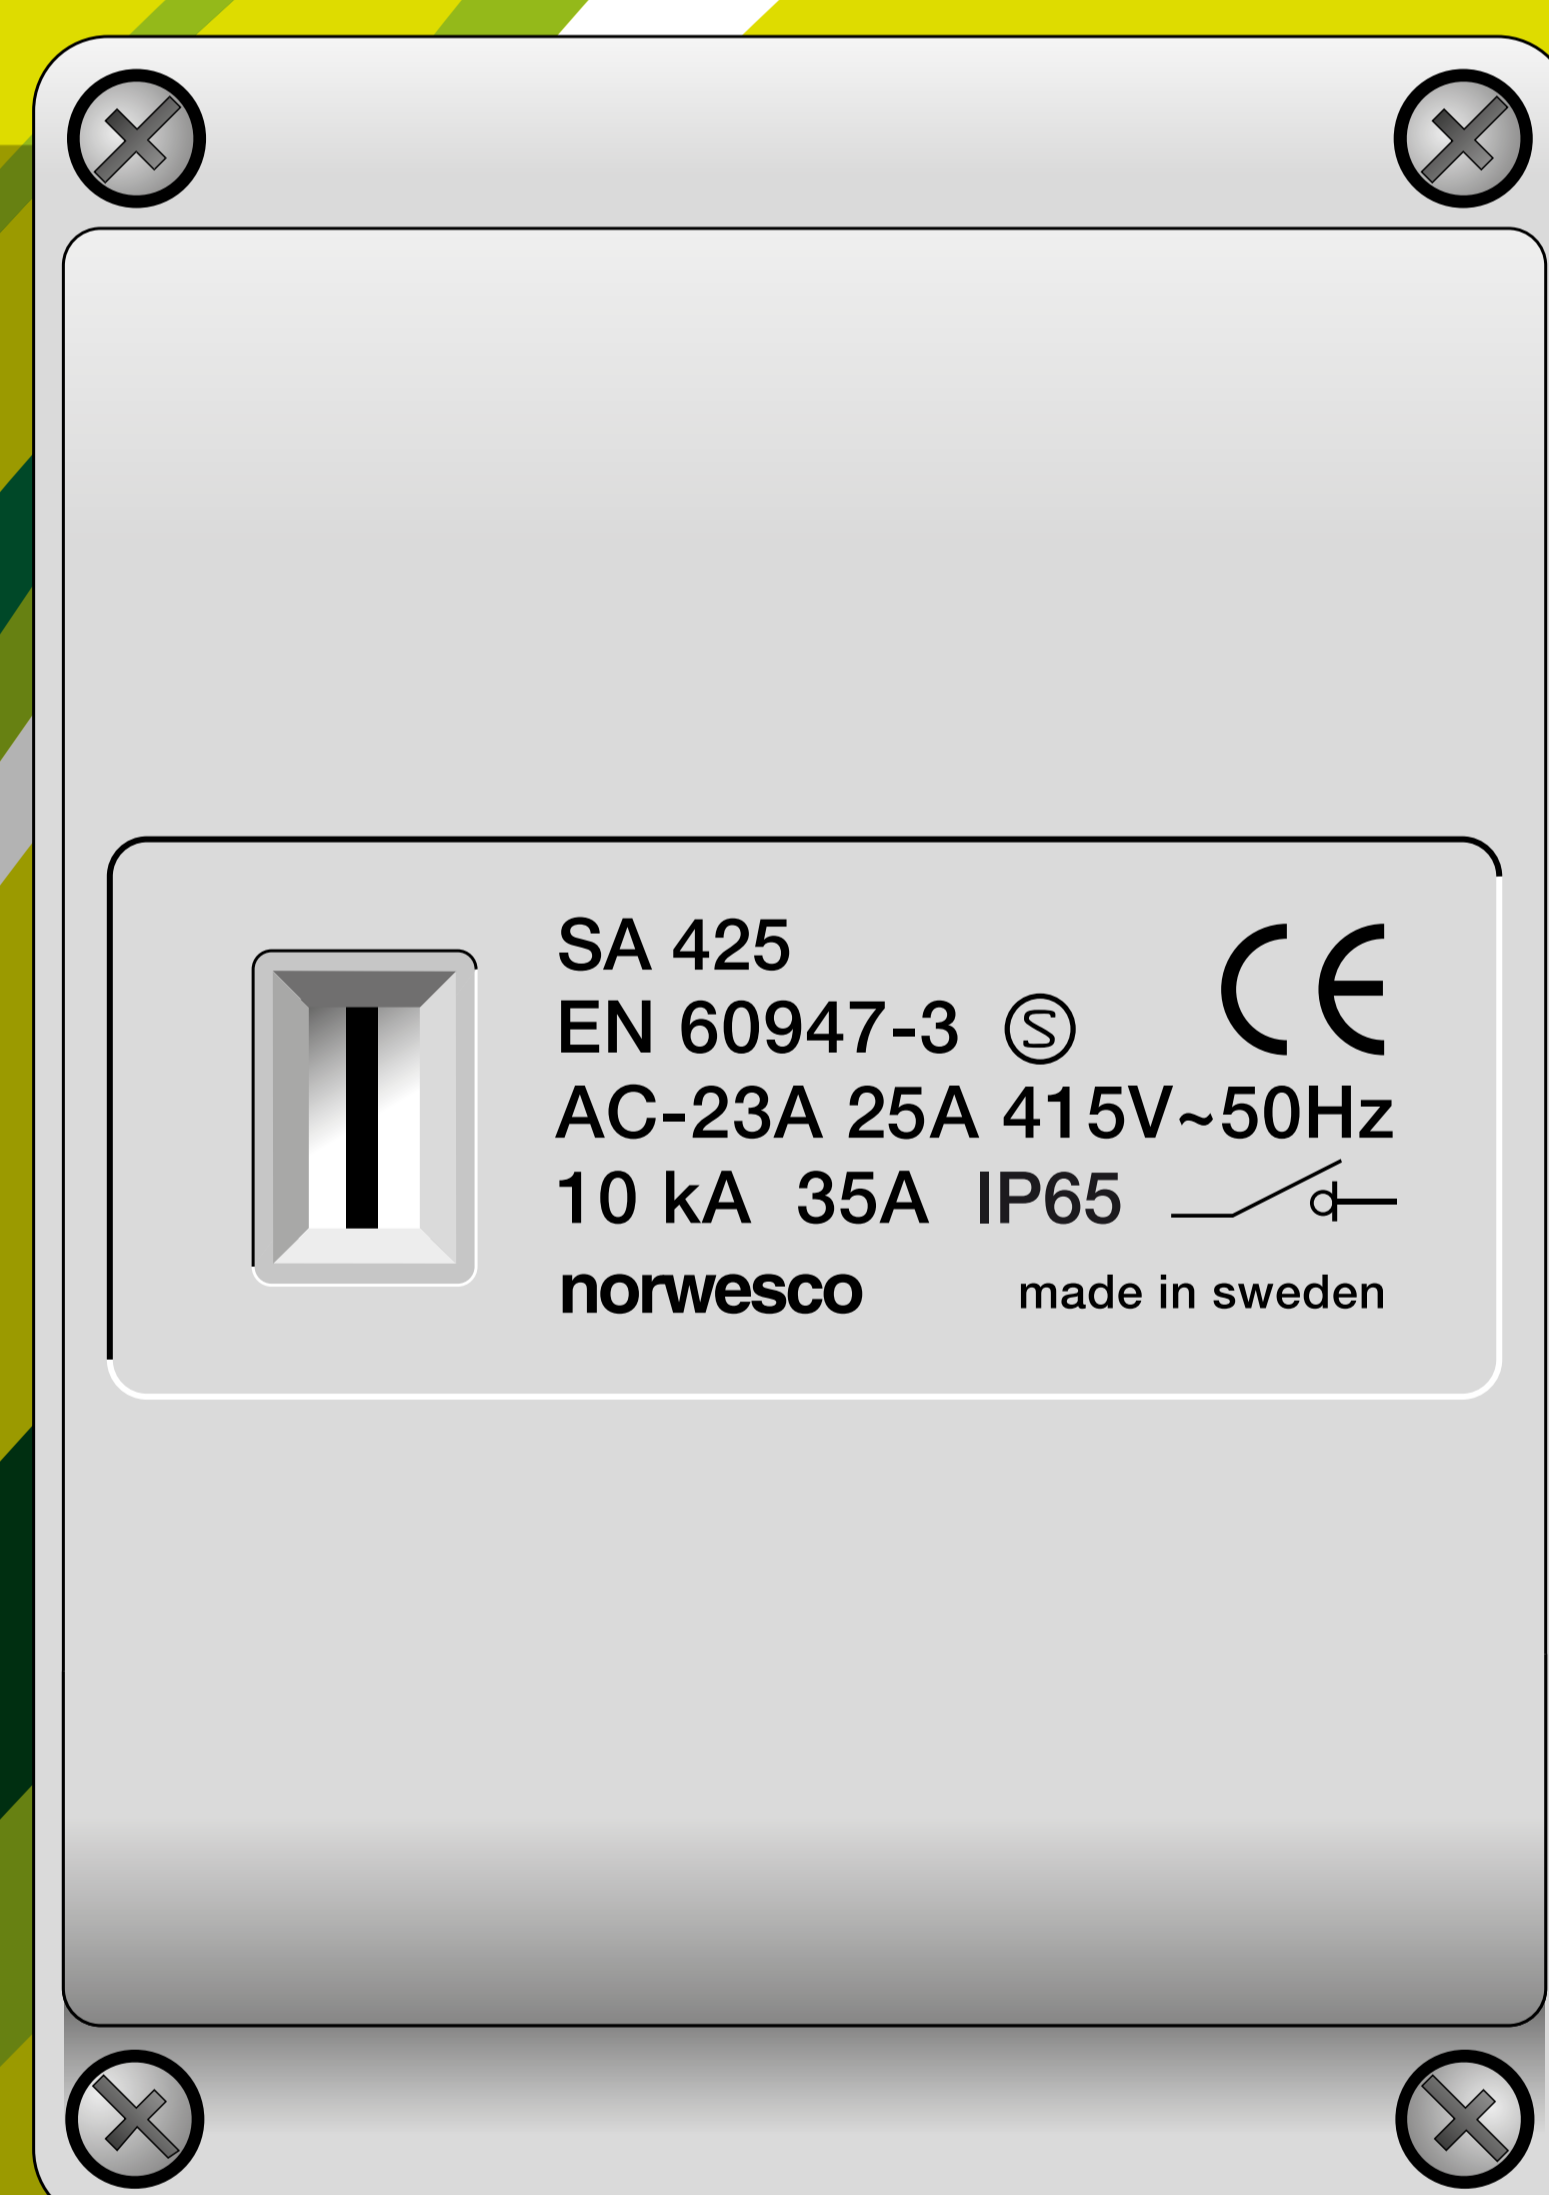 SA 425
EN 60947-3 S
CE
AC-23A 25A 415V~50Hz
10 kA 35A IP65
norwesco made in sweden